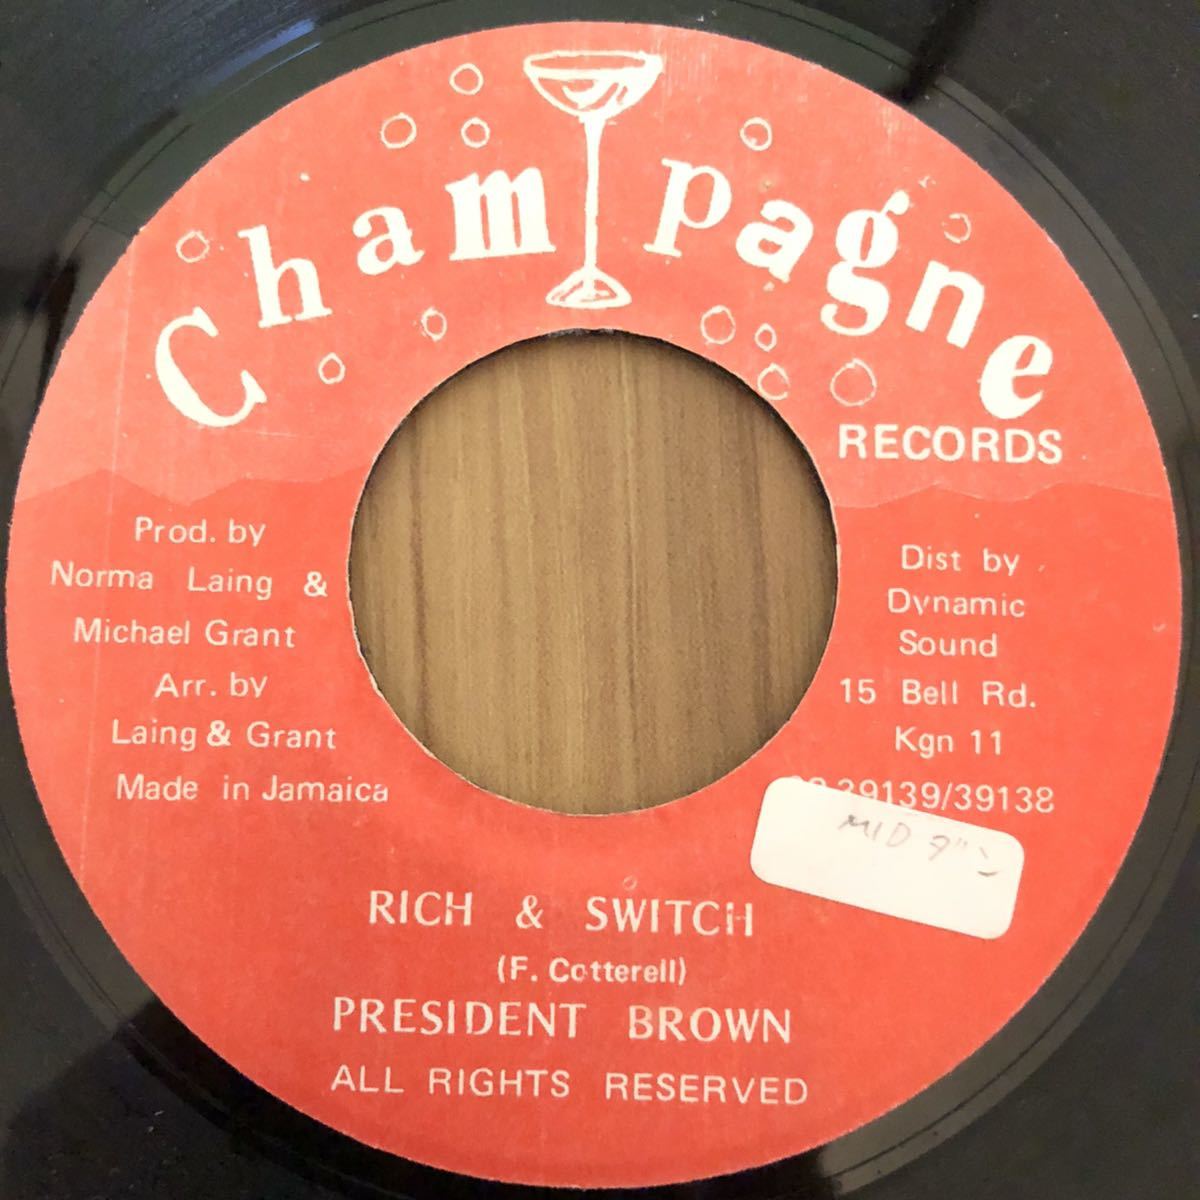 Champagne
RECORDS
Prod. by
Norma Laing &
Michael Grant
Arr. by
Laing & Grant
Made in Jamaica
Dist by
Dynamic
Sound
15 Bell Rd.
Kgn 11
39139/39138
MID
RICH & SWITCH
(F. Cotterell)
PRESIDENT BROWN
ALL RIGHTS RESERVED